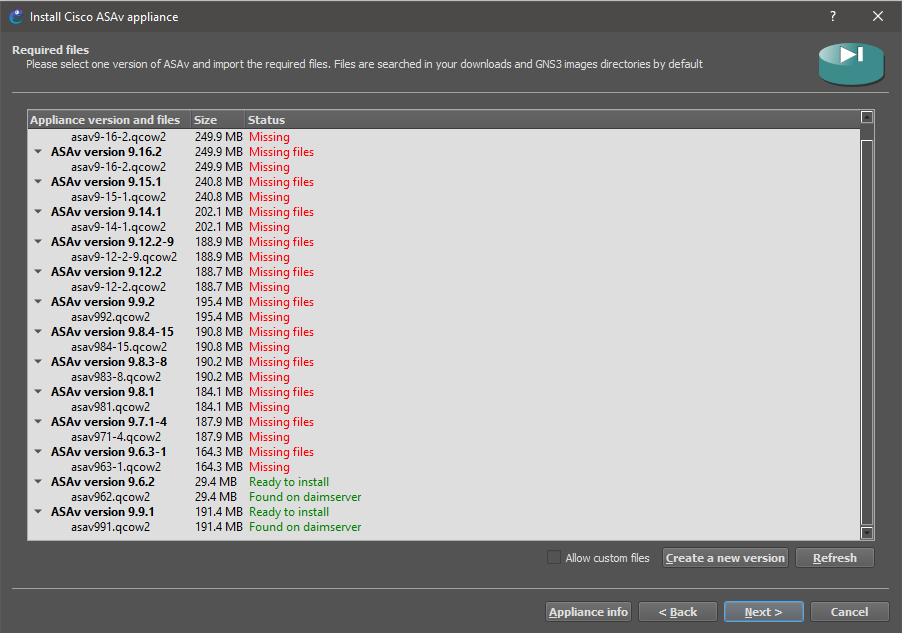 Install Cisco ASAv appliance ?
Required files
Please select one version of ASAv and import the required files. Files are searched in your downloads and GNS3 images directories by default
Appliance version and files Size Status
asav9-16-2.qcow2 249.9 MB Missing
ASAv version 9.16.2 249.9 MB Missing files
asav9-16-2.qcow2 249.9 MB Missing
ASAv version 9.15.1 240.8 MB Missing files
asav9-15-1.qcow2 240.8 MB Missing
ASAv version 9.14.1 202.1 MB Missing files
asav9-14-1.qcow2 202.1 MB Missing
ASAv version 9.12.2-9 188.9 MB Missing files
asav9-12-2-9.qcow2 188.9 MB Missing
ASAv version 9.12.2 188.7 MB Missing files
asav9-12-2.qcow2 188.7 MB Missing
ASAv version 9.9.2 195.4 MB Missing files
asav992.qcow2 195.4 MB Missing
ASAv version 9.8.4-15 190.8 MB Missing files
asav984-15.qcow2 190.8 MB Missing
ASAv version 9.8.3-8 190.2 MB Missing files
asav983-8.qcow2 190.2 MB Missing
ASAv version 9.8.1 184.1 MB Missing files
asav981.qcow2 184.1 MB Missing
ASAv version 9.7.1-4 187.9 MB Missing files
asav971-4.qcow2 187.9 MB Missing
ASAv version 9.6.3-1 164.3 MB Missing files
asav963-1.qcow2 164.3 MB Missing
ASAv version 9.6.2 29.4 MB Ready to install
asav962.qcow2 29.4 MB Found on daimserver
ASAv version 9.9.1 191.4 MB Ready to install
asav991.qcow2 191.4 MB Found on daimserver
Allow custom files Create a new version Refresh
Appliance info < Back Next > Cancel